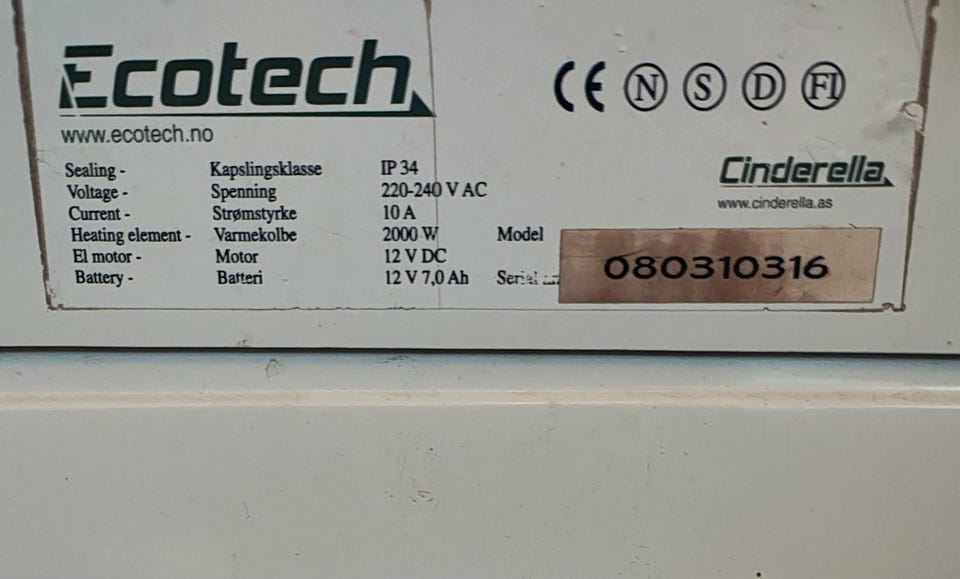 Ecotech
www.ecotech.no
CE N S D FI
Cinderella
www.cinderella.as
Sealing - Kapslingsklasse IP 34
Voltage - Spenning 220-240 V AC
Current - Strømstyrke 10 A
Heating element - Varmekolbe 2000 W
El motor - Motor 12 V DC
Battery - Batteri 12 V 7,0 Ah
Model
Serial
080310316